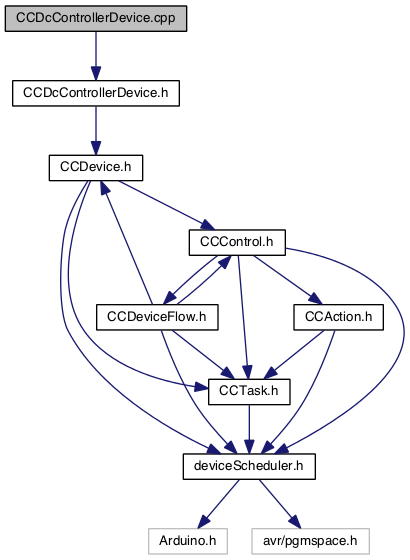 CCDcControllerDevice.cpp
CCDcControllerDevice.h
CCDevice.h
CCControl.h
CCDeviceFlow.h
CCAction.h
CCTask.h
deviceScheduler.h
Arduino.h
avr/pgmspace.h